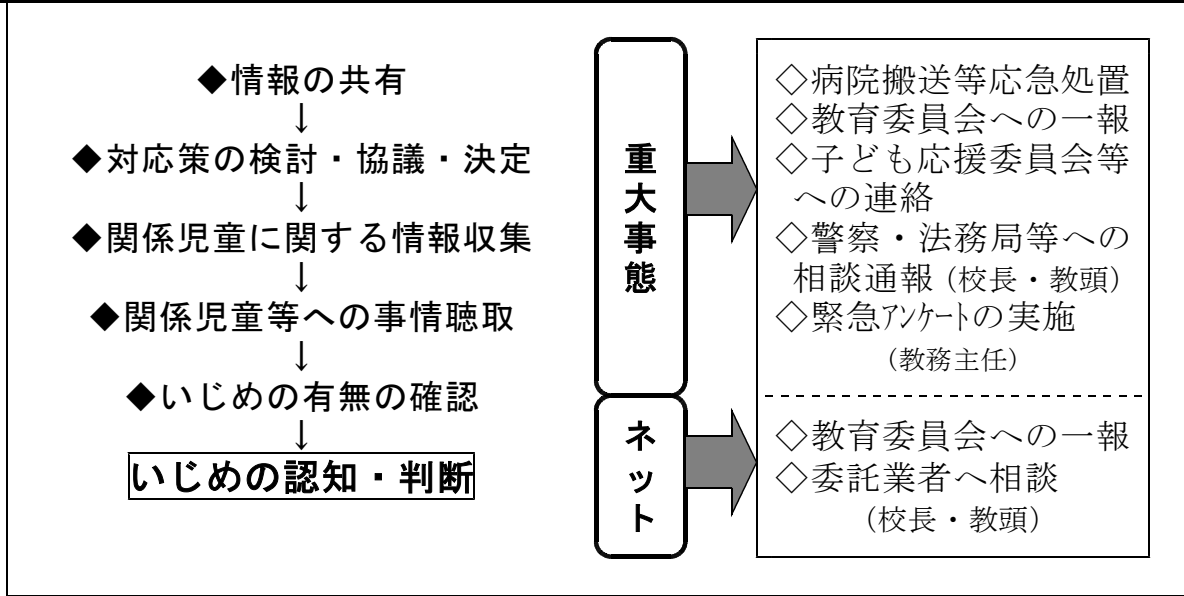 ◆情報の共有
↓
◆対応策の検討・協議・決定
↓
◆関係児童に関する情報収集
↓
◆関係児童等への事情聴取
↓
◆いじめの有無の確認
↓
いじめの認知・判断
重大事態
◇病院搬送等応急処置
◇教育委員会への一報
◇子ども応援委員会等
への連絡
◇警察・法務局等への
相談通報（校長・教頭）
◇緊急ｱﾝｹｰﾄの実施
（教務主任）
ネット
◇教育委員会への一報
◇委託業者へ相談
（校長・教頭）